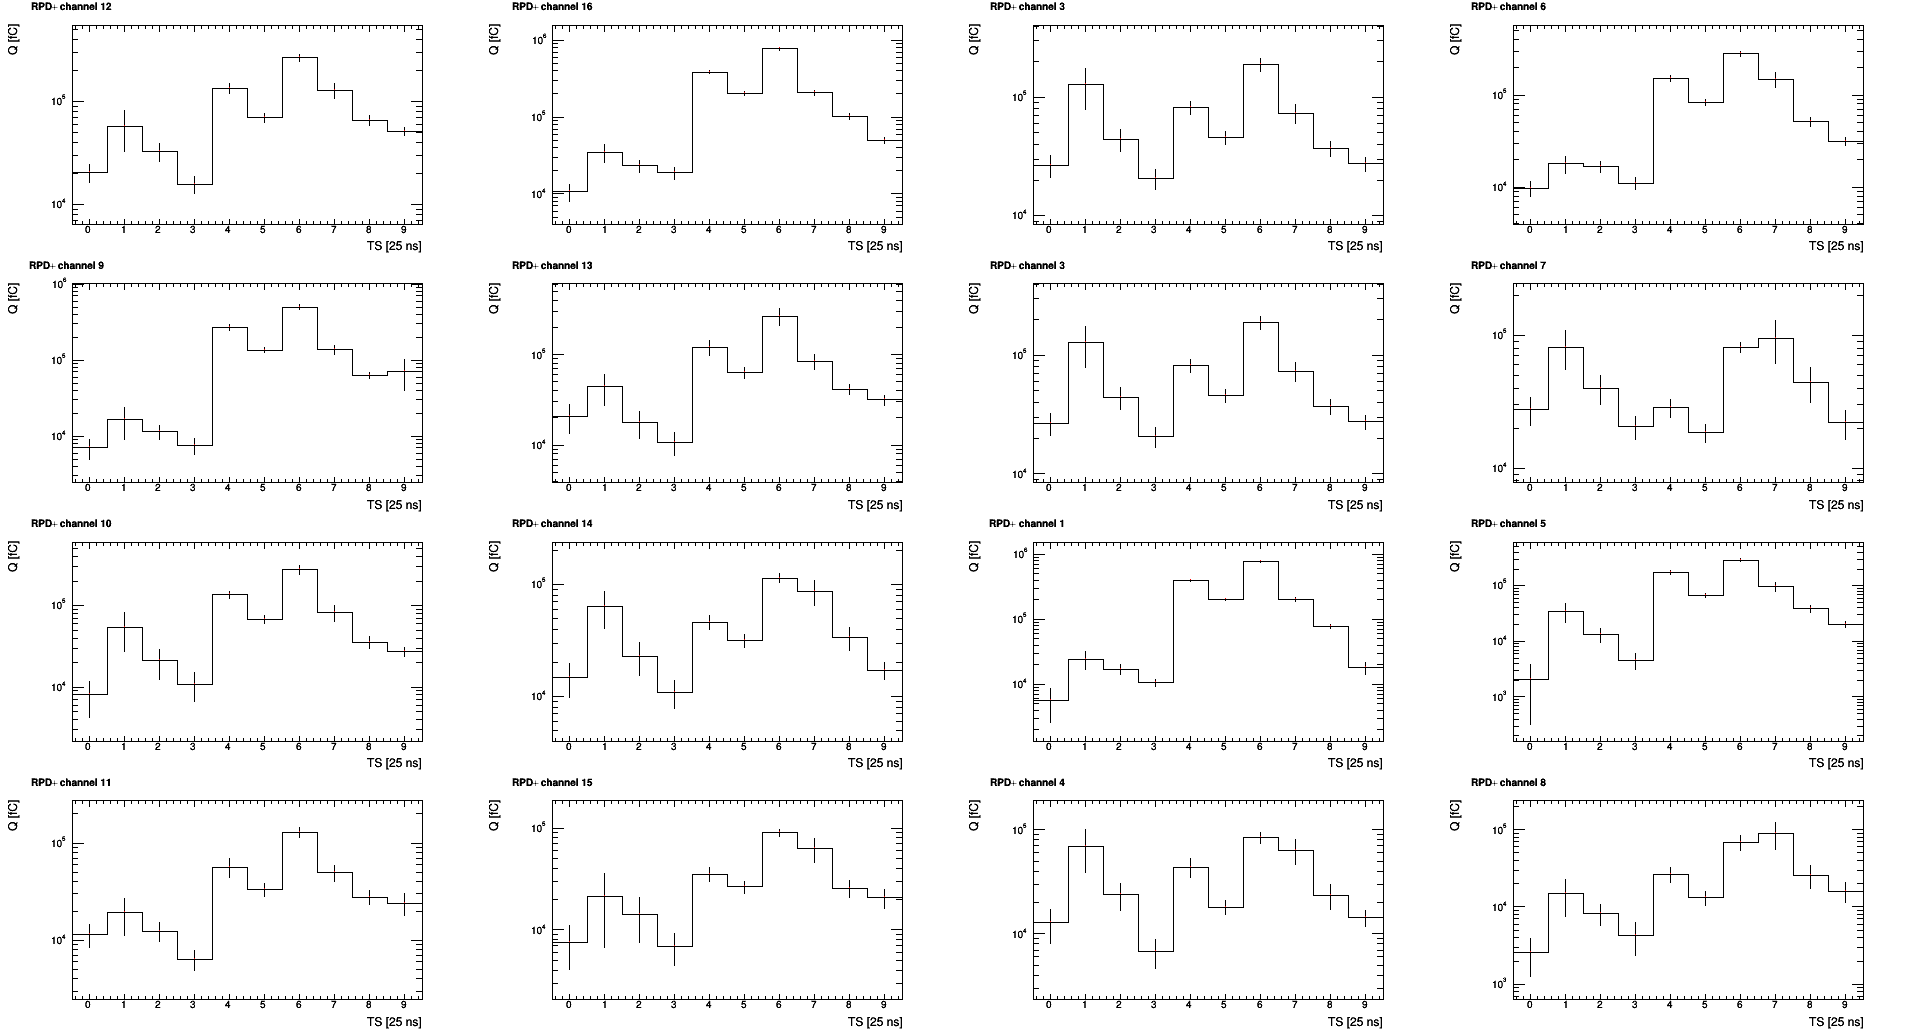 RPD+ channel 12
Q [fC]
10⁵
10⁴
0 1 2 3 4 5 6 7 8 9
TS [25 ns]
RPD+ channel 16
Q [fC]
10⁶
10⁵
10⁴
0 1 2 3 4 5 6 7 8 9
TS [25 ns]
RPD+ channel 3
Q [fC]
10⁵
10⁴
0 1 2 3 4 5 6 7 8 9
TS [25 ns]
RPD+ channel 6
Q [fC]
10⁵
10⁴
0 1 2 3 4 5 6 7 8 9
TS [25 ns]
RPD+ channel 9
Q [fC]
10⁶
10⁵
10⁴
0 1 2 3 4 5 6 7 8 9
TS [25 ns]
RPD+ channel 13
Q [fC]
10⁵
10⁴
0 1 2 3 4 5 6 7 8 9
TS [25 ns]
RPD+ channel 3
Q [fC]
10⁵
10⁴
0 1 2 3 4 5 6 7 8 9
TS [25 ns]
RPD+ channel 7
Q [fC]
10⁵
10⁴
0 1 2 3 4 5 6 7 8 9
TS [25 ns]
RPD+ channel 10
Q [fC]
10⁵
10⁴
0 1 2 3 4 5 6 7 8 9
TS [25 ns]
RPD+ channel 14
Q [fC]
10⁵
10⁴
0 1 2 3 4 5 6 7 8 9
TS [25 ns]
RPD+ channel 1
Q [fC]
10⁶
10⁵
10⁴
0 1 2 3 4 5 6 7 8 9
TS [25 ns]
RPD+ channel 5
Q [fC]
10⁵
10⁴
10³
0 1 2 3 4 5 6 7 8 9
TS [25 ns]
RPD+ channel 11
Q [fC]
10⁵
10⁴
0 1 2 3 4 5 6 7 8 9
TS [25 ns]
RPD+ channel 15
Q [fC]
10⁵
10⁴
0 1 2 3 4 5 6 7 8 9
TS [25 ns]
RPD+ channel 4
Q [fC]
10⁵
10⁴
0 1 2 3 4 5 6 7 8 9
TS [25 ns]
RPD+ channel 8
Q [fC]
10⁵
10⁴
10³
0 1 2 3 4 5 6 7 8 9
TS [25 ns]